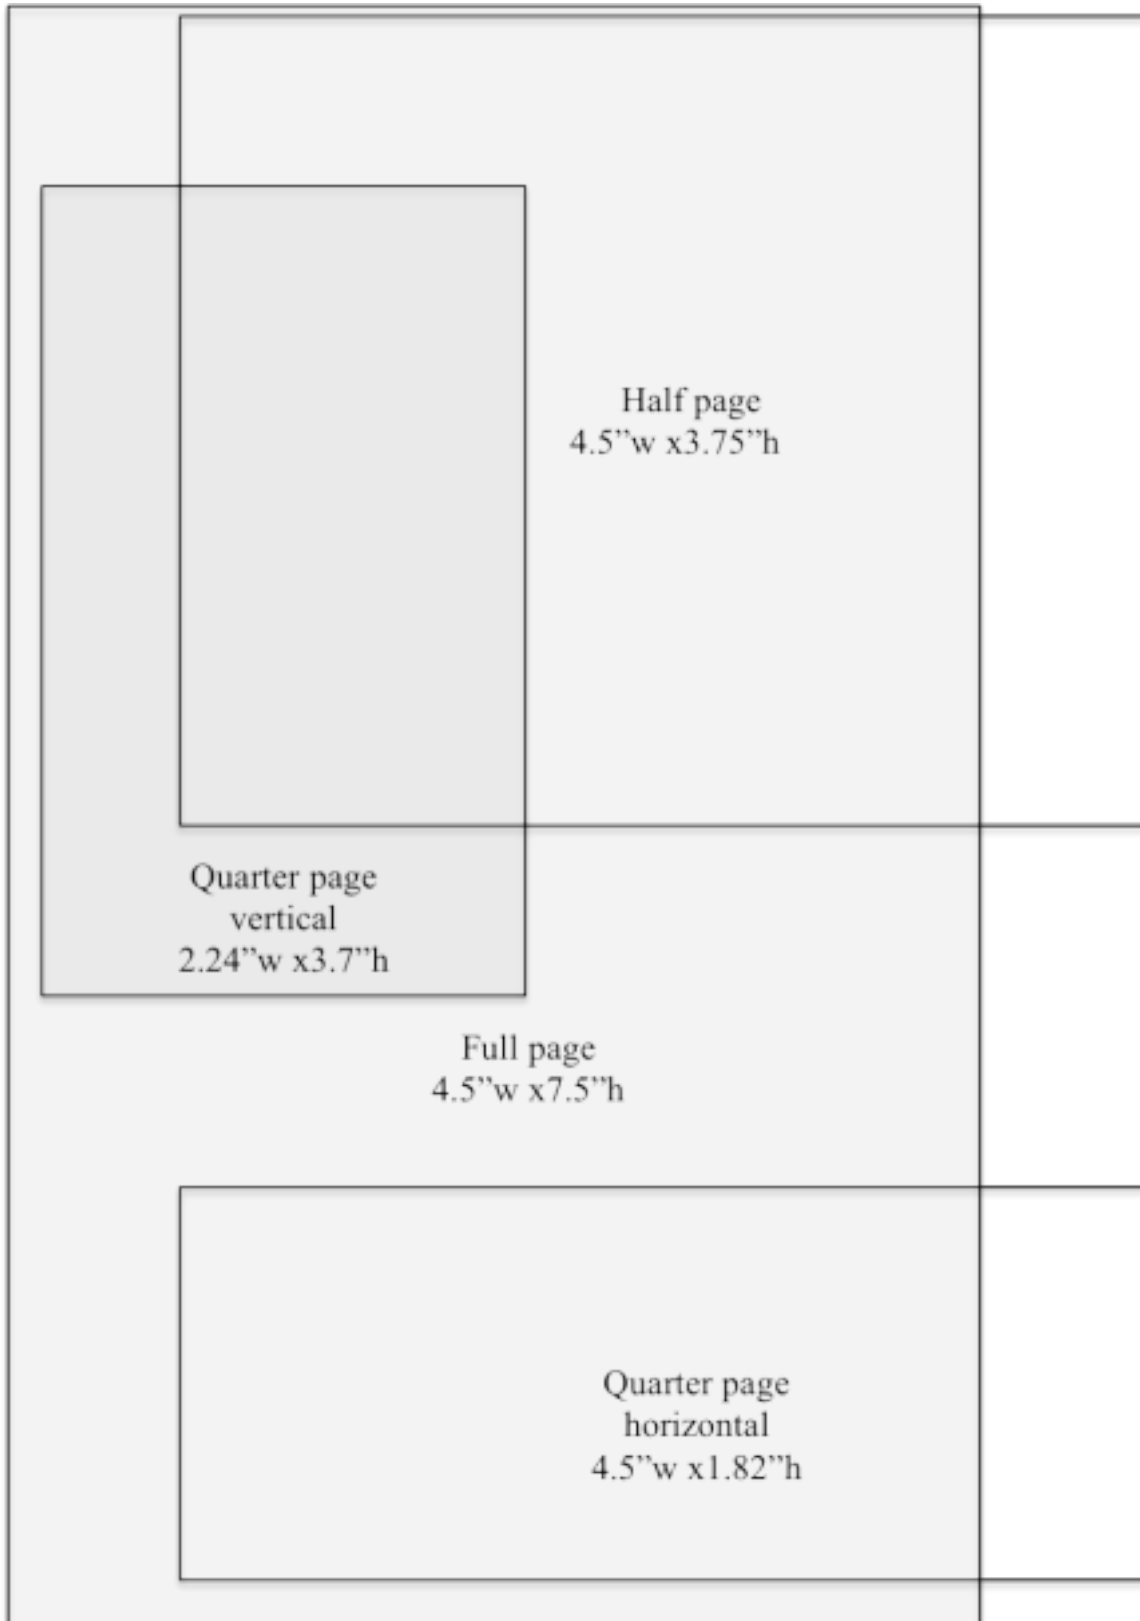 Half page
4.5”w x3.75”h
Quarter page
vertical
2.24”w x3.7”h
Full page
4.5”w x7.5”h
Quarter page
horizontal
4.5”w x1.82”h